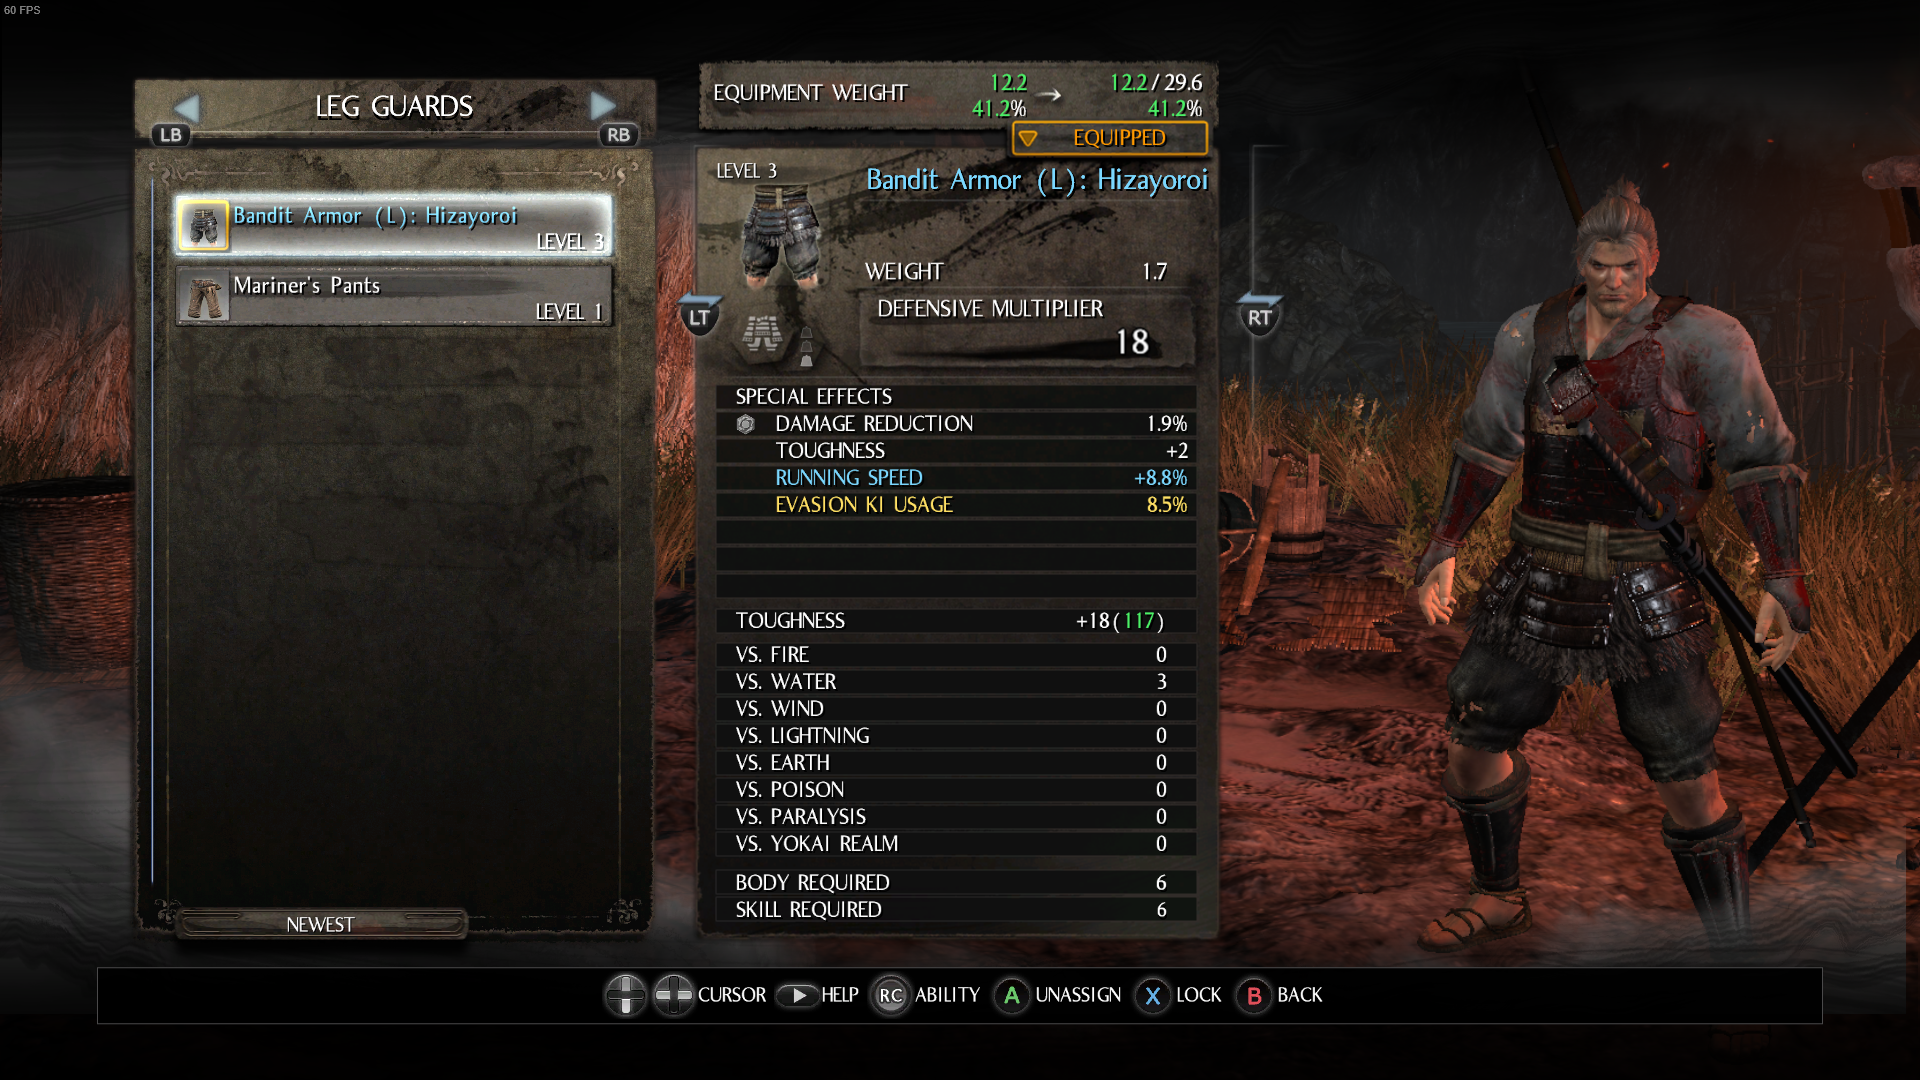 60 FPS
LEG GUARDS
LB
RB
Bandit Armor (L): Hizayoroi
LEVEL 3
Mariner's Pants
LEVEL 1
NEWEST
EQUIPMENT WEIGHT 12.2 → 12.2/29.6
41.2% 41.2%
EQUIPPED
LEVEL 3
Bandit Armor (L): Hizayoroi
WEIGHT 1.7
DEFENSIVE MULTIPLIER
18
LT
RT
SPECIAL EFFECTS
DAMAGE REDUCTION 1.9%
TOUGHNESS +2
RUNNING SPEED +8.8%
EVASION KI USAGE 8.5%
TOUGHNESS +18(117)
VS. FIRE 0
VS. WATER 3
VS. WIND 0
VS. LIGHTNING 0
VS. EARTH 0
VS. POISON 0
VS. PARALYSIS 0
VS. YOKAI REALM 0
BODY REQUIRED 6
SKILL REQUIRED 6
CURSOR HELP RC ABILITY A UNASSIGN X LOCK B BACK